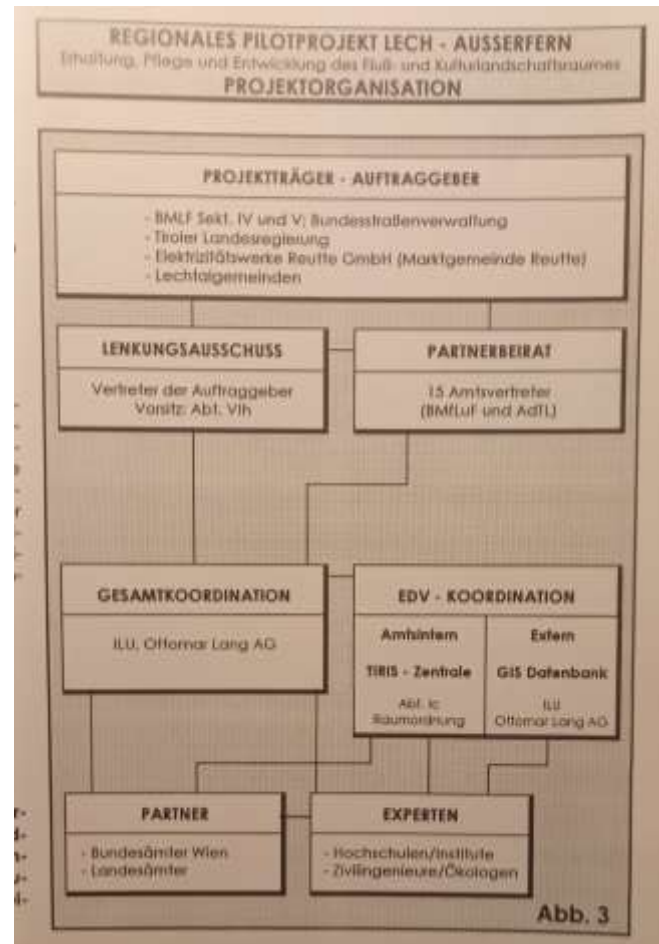 REGIONALES PILOTPROJEKT LECH - AUSSERFERN
Erhaltung, Pflege und Entwicklung des Fluß- und Kulturlandschaftsraumes
PROJEKTORGANISATION
PROJEKTTRÄGER - AUFTRAGGEBER
- BMLF Sekt. IV und V; Bundesstraßenverwaltung
- Tiroler Landesregierung
- Elektrizitätswerke Reutte GmbH (Marktgemeinde Reutte)
- Lechtalgemeinden
LENKUNGSAUSSCHUSS
Vertreter der Auftraggeber
Vorsitz: Abt. VIh
PARTNERBEIRAT
15 Amtsvertreter
(BMfLuF und AdTL)
GESAMTKOORDINATION
ILU, Ottomar Lang AG
EDV - KOORDINATION
Amtsintern
TIRIS - Zentrale
Abt. Ic
Raumordnung
Extern
GIS Datenbank
ILU
Ottomar Lang AG
PARTNER
- Bundesämter Wien
- Landesämter
EXPERTEN
- Hochschulen/Institute
- Zivilingenieure/Ökologen
Abb. 3